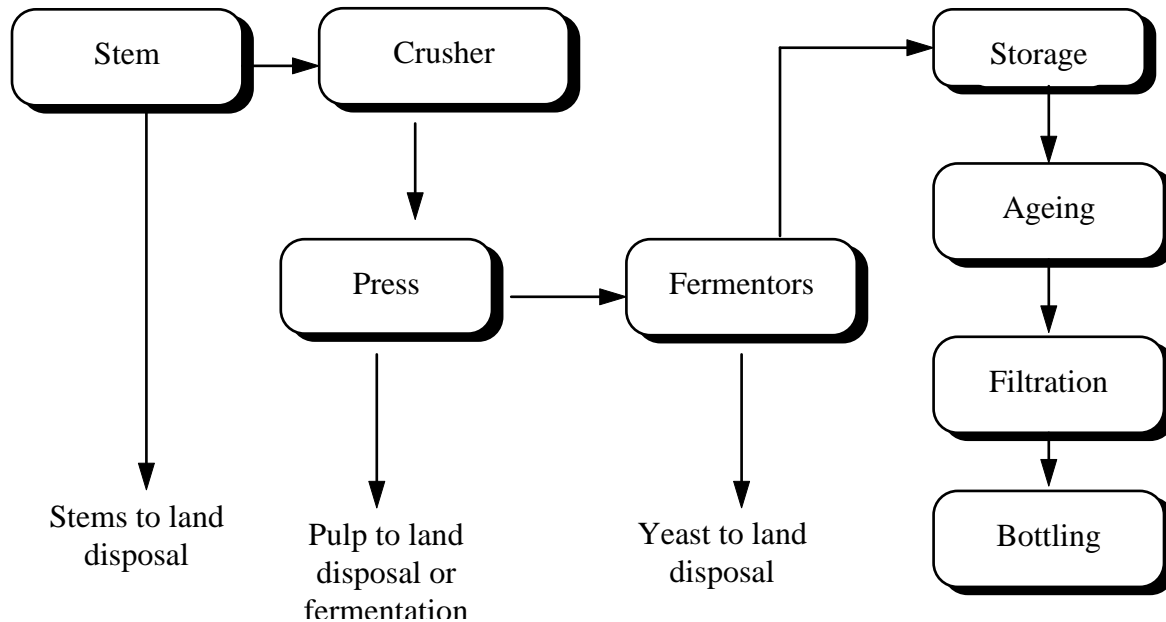 Stem
Crusher
Storage
Ageing
Press
Fermentors
Filtration
Bottling
Stems to land
disposal
Pulp to land
disposal or
fermentation
Yeast to land
disposal